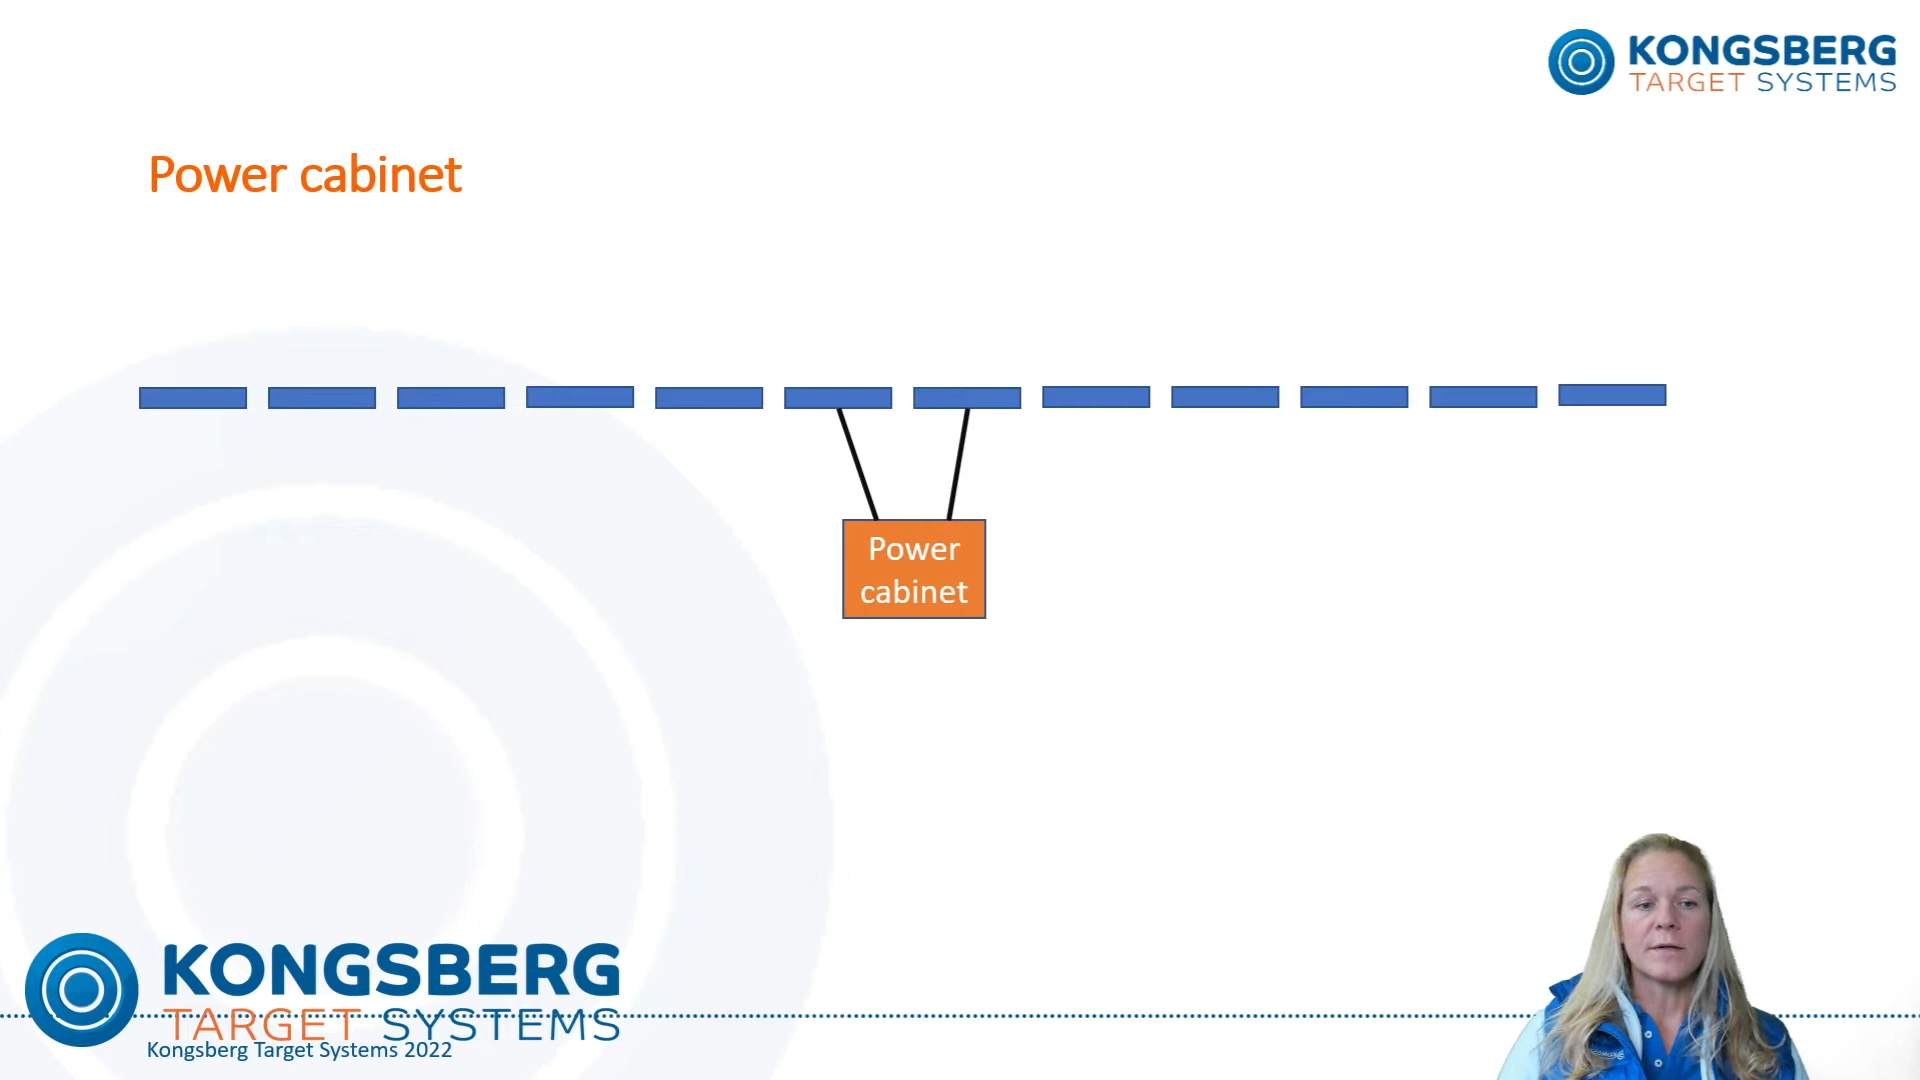 KONGSBERG
TARGET SYSTEMS
Power cabinet
Power
cabinet
KONGSBERG
TARGET SYSTEMS
Kongsberg Target Systems 2022